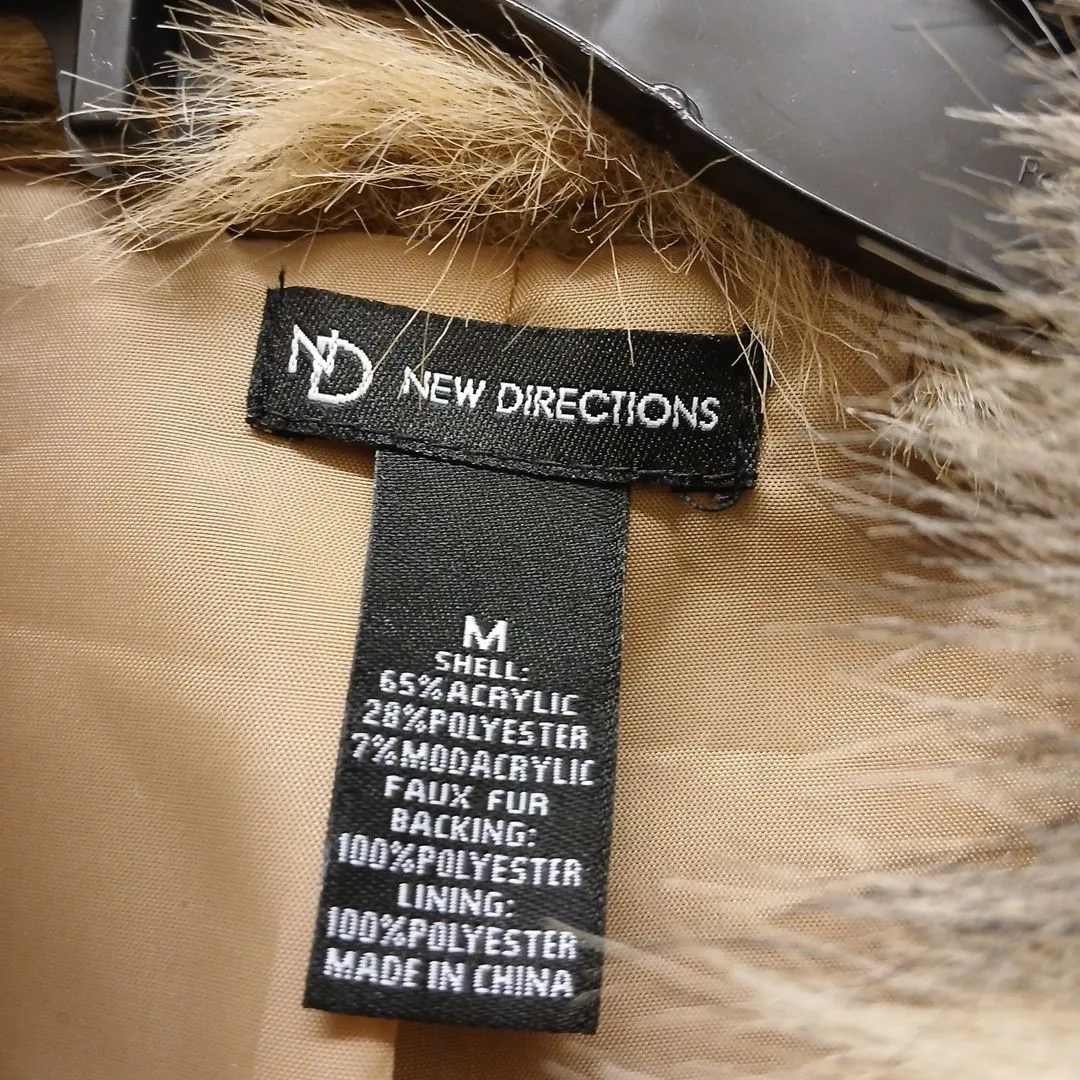 ND NEW DIRECTIONS
M
SHELL:
65%ACRYLIC
28%POLYESTER
7%MODACRYLIC
FAUX FUR
BACKING:
100%POLYESTER
LINING:
100%POLYESTER
MADE IN CHINA